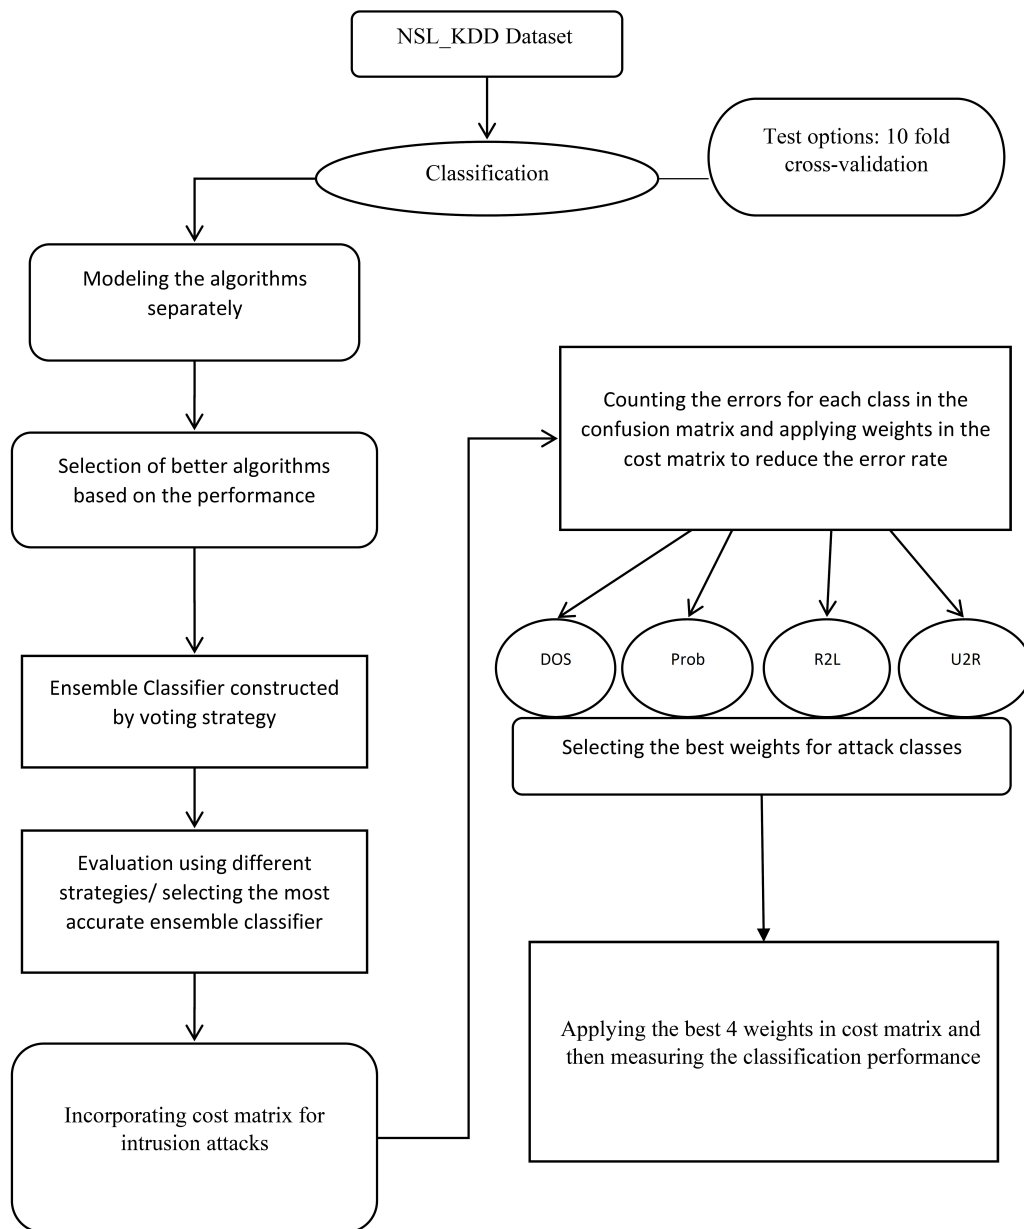 NSL_KDD Dataset
Test options: 10 fold
cross-validation
Classification
Modeling the algorithms
separately
Selection of better algorithms
based on the performance
Ensemble Classifier constructed
by voting strategy
Evaluation using different
strategies/ selecting the most
accurate ensemble classifier
Incorporating cost matrix for
intrusion attacks
Counting the errors for each class in the
confusion matrix and applying weights in the
cost matrix to reduce the error rate
DOS
Prob
R2L
U2R
Selecting the best weights for attack classes
Applying the best 4 weights in cost matrix and
then measuring the classification performance